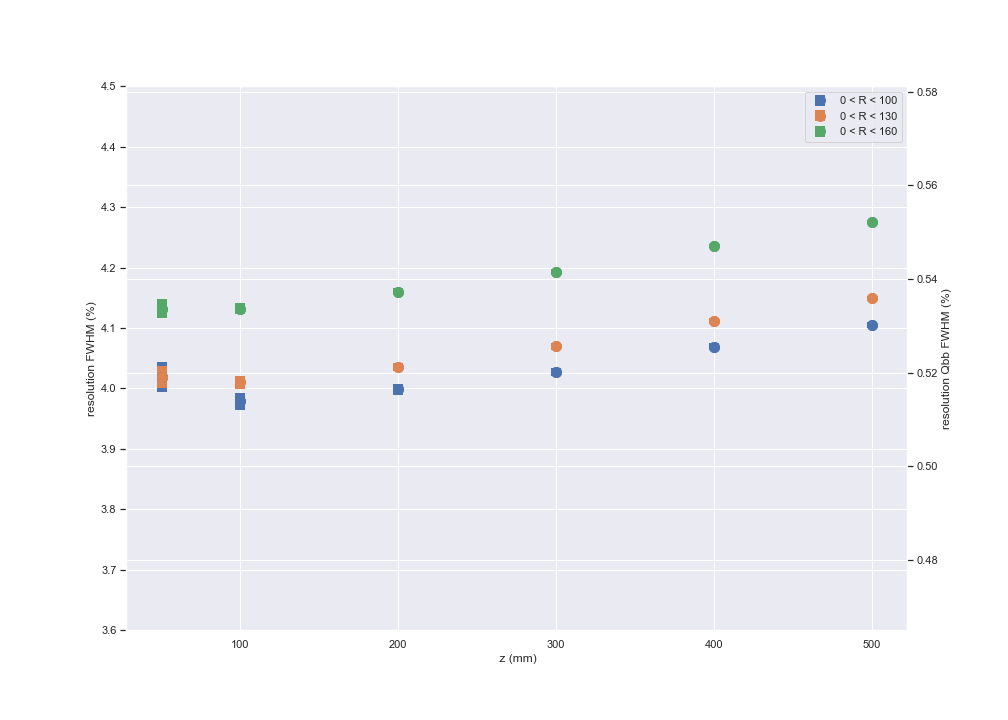 0 < R < 100
0 < R < 130
0 < R < 160
4.5
4.4
4.3
4.2
4.1
4.0
3.9
3.8
3.7
3.6
resolution FWHM (%)
0.58
0.56
0.54
0.52
0.50
0.48
resolution Qbb FWHM (%)
100 200 300 400 500
z (mm)